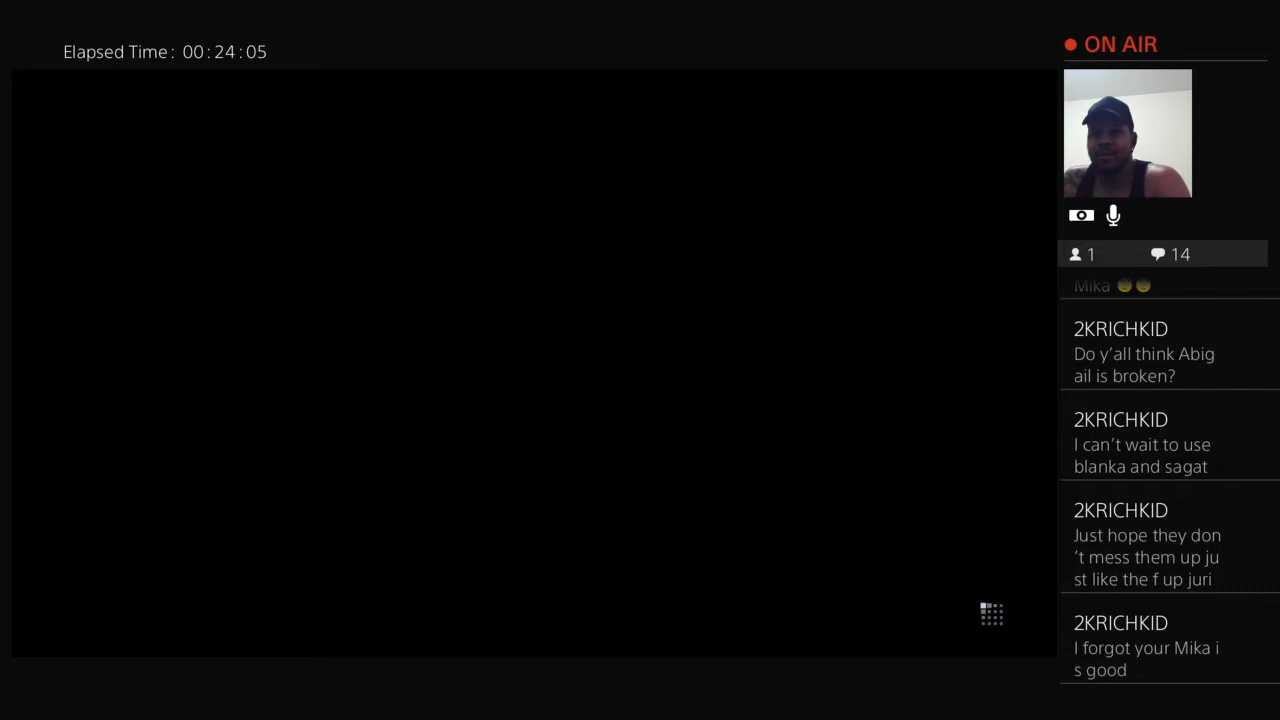 Elapsed Time: 00:24:05
ON AIR
1 14
Mika
2KRICHKID
Do y’all think Abig
ail is broken?
2KRICHKID
I can’t wait to use
blanka and sagat
2KRICHKID
Just hope they don
’t mess them up ju
st like the f up juri
2KRICHKID
I forgot your Mika i
s good